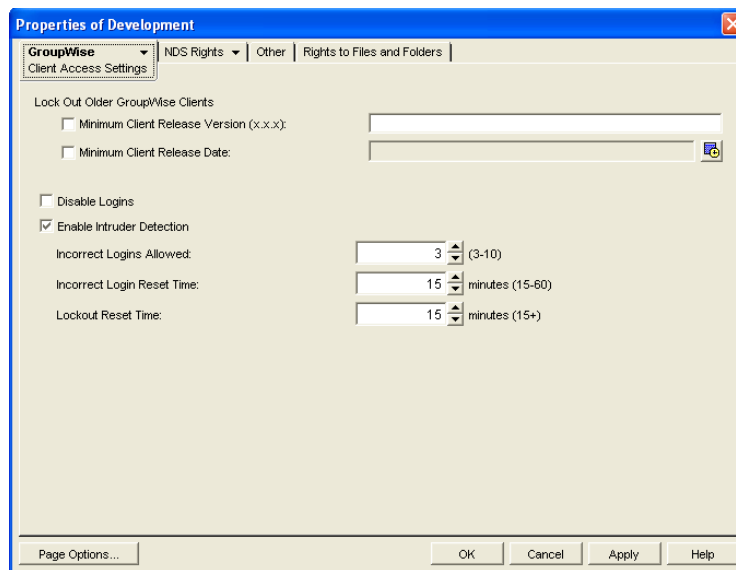 Properties of Development
GroupWise NDS Rights Other Rights to Files and Folders
Client Access Settings
Lock Out Older GroupWise Clients
Minimum Client Release Version (x.x.x):
Minimum Client Release Date:
Disable Logins
Enable Intruder Detection
Incorrect Logins Allowed: 3 (3-10)
Incorrect Login Reset Time: 15 minutes (15-60)
Lockout Reset Time: 15 minutes (15+)
Page Options... OK Cancel Apply Help